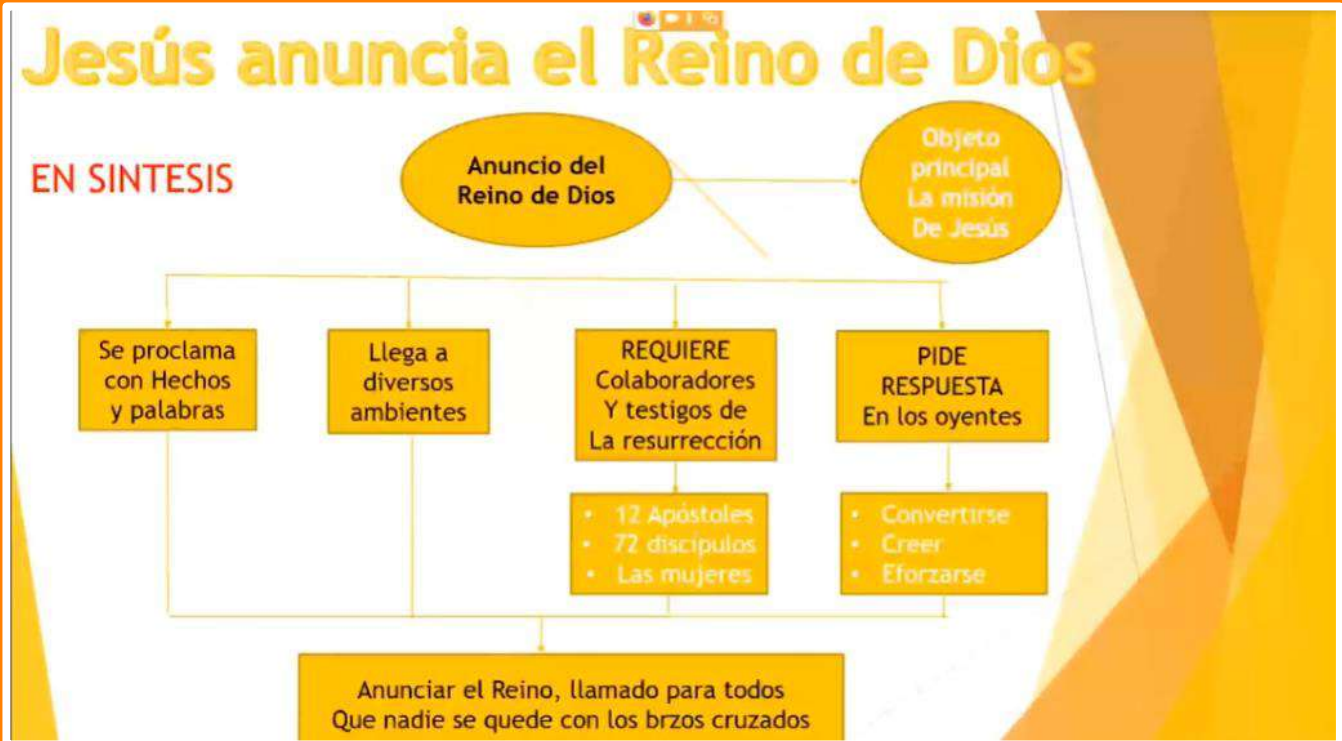 Jesús anuncia el Reino de Dios
EN SINTESIS
Anuncio del
Reino de Dios
Objeto
principal
La misión
De Jesús
Se proclama
con Hechos
y palabras
Llega a
diversos
ambientes
REQUIERE
Colaboradores
Y testigos de
La resurrección
PIDE
RESPUESTA
En los oyentes
• 12 Apóstoles
• 72 discípulos
• Las mujeres
• Convertirse
• Creer
• Eforzarse
Anunciar el Reino, llamado para todos
Que nadie se quede con los brzos cruzados